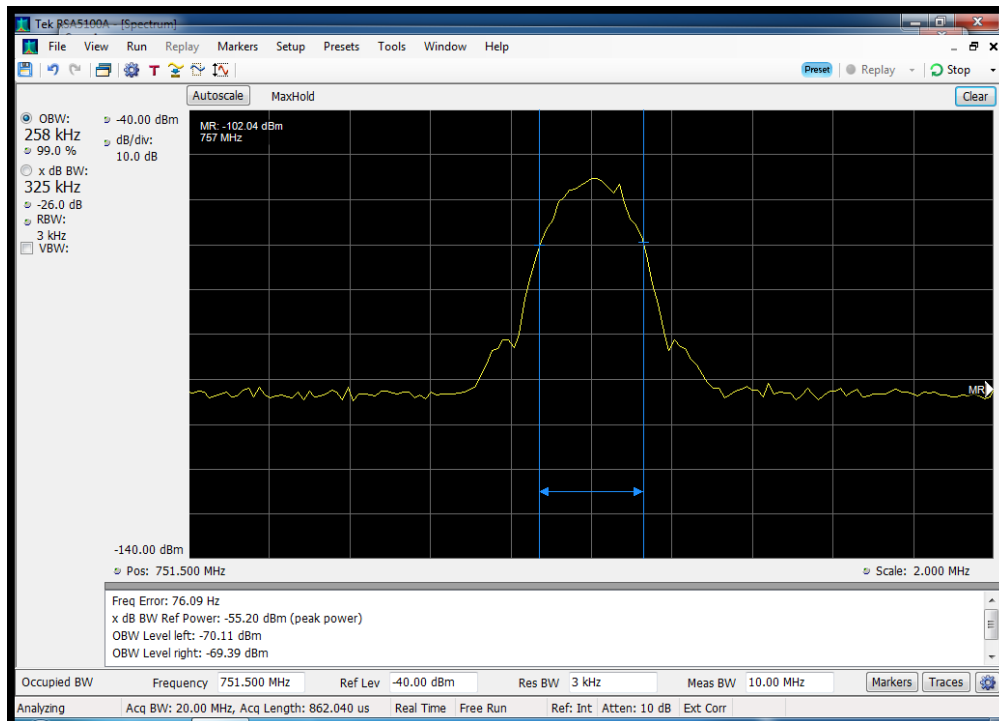 Tek RSA5100A - [Spectrum]
File View Run Replay Markers Setup Presets Tools Window Help
T Preset Replay Stop
Autoscale MaxHold Clear
OBW:
258 kHz
99.0 %
x dB BW:
325 kHz
-26.0 dB
RBW:
3 kHz
VBW:
-40.00 dBm
dB/div:
10.0 dB
MR: -102.04 dBm
757 MHz
MR
-140.00 dBm
Pos: 751.500 MHz Scale: 2.000 MHz
Freq Error: 76.09 Hz
x dB BW Ref Power: -55.20 dBm (peak power)
OBW Level left: -70.11 dBm
OBW Level right: -69.39 dBm
Occupied BW Frequency 751.500 MHz Ref Lev -40.00 dBm Res BW 3 kHz Meas BW 10.00 MHz Markers Traces
Analyzing Acq BW: 20.00 MHz, Acq Length: 862.040 us Real Time Free Run Ref: Int Atten: 10 dB Ext Corr